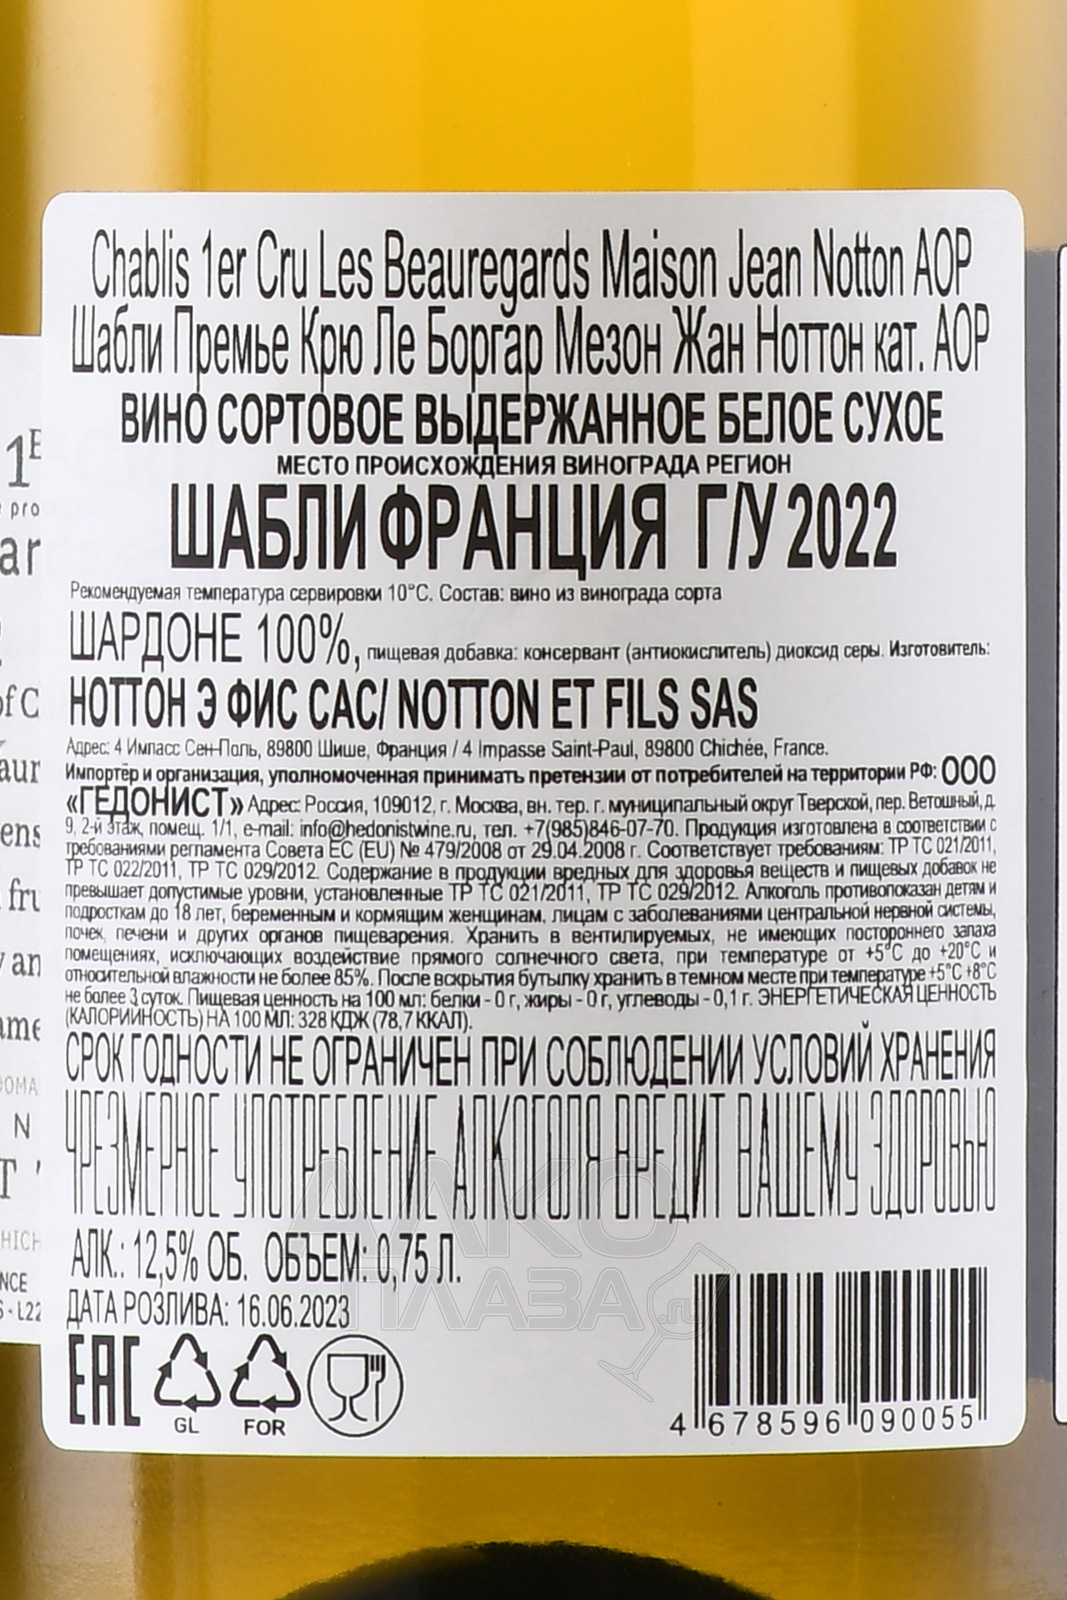 Chablis 1er Cru Les Beauregards Maison Jean Notton AOP
Шабли Премье Крю Ле Боргар Мезон Жан Ноттон кат. АОР
ВИНО СОРТОВОЕ ВЫДЕРЖАННОЕ БЕЛОЕ СУХОЕ
МЕСТО ПРОИСХОЖДЕНИЯ ВИНОГРАДА РЕГИОН
ШАБЛИ ФРАНЦИЯ Г/У 2022
Рекомендуемая температура сервировки 10°С. Состав: вино из винограда сорта
ШАРДОНЕ 100%, пищевая добавка: консервант (антиокислитель) диоксид серы. Изготовитель:
НОТТОН Э ФИС САС/ NOTTON ET FILS SAS
Адрес: 4 Импасс Сен-Поль, 89800 Шише, Франция / 4 Impasse Saint-Paul, 89800 Chichée, France.
Импортёр и организация, уполномоченная принимать претензии от потребителей на территории РФ: ООО
«ГЕДОНИСТ» Адрес: Россия, 109012, г. Москва, вн. тер. г. муниципальный округ Тверской, пер. Ветошный, д.
9, 2-й этаж, помещ. 1/1, e-mail: info@hedonistwine.ru, тел. +7(985)846-07-70. Продукция изготовлена в соответствии с
требованиями регламента Совета ЕС (EU) № 479/2008 от 29.04.2008 г. Соответствует требованиям: ТР ТС 021/2011,
ТР ТС 022/2011, ТР ТС 029/2012. Содержание в продукции вредных для здоровья веществ и пищевых добавок не
превышает допустимые уровни, установленные ТР ТС 021/2011, ТР ТС 029/2012. Алкоголь противопоказан детям и
подросткам до 18 лет, беременным и кормящим женщинам, лицам с заболеваниями центральной нервной системы,
почек, печени и других органов пищеварения. Хранить в вентилируемых, не имеющих постороннего запаха
помещениях, исключающих воздействие прямого солнечного света, при температуре от +5°С до +20°С и
относительной влажности не более 85%. После вскрытия бутылку хранить в темном месте при температуре +5°С +8°С
не более 3 суток. Пищевая ценность на 100 мл: белки - 0 г, жиры - 0 г, углеводы - 0,1 г. ЭНЕРГЕТИЧЕСКАЯ ЦЕННОСТЬ
(КАЛОРИЙНОСТЬ) НА 100 МЛ: 328 КДЖ (78,7 ККАЛ).
СРОК ГОДНОСТИ НЕ ОГРАНИЧЕН ПРИ СОБЛЮДЕНИИ УСЛОВИЙ ХРАНЕНИЯ
ЧРЕЗМЕРНОЕ УПОТРЕБЛЕНИЕ АЛКОГОЛЯ ВРЕДИТ ВАШЕМУ ЗДОРОВЬЮ
АЛК.: 12,5% ОБ. ОБЪЕМ: 0,75 Л.
ДАТА РОЗЛИВА: 16.06.2023
EAC
GL FOR
4 678596 090055
АЛКО
ПЛАЗА.ru